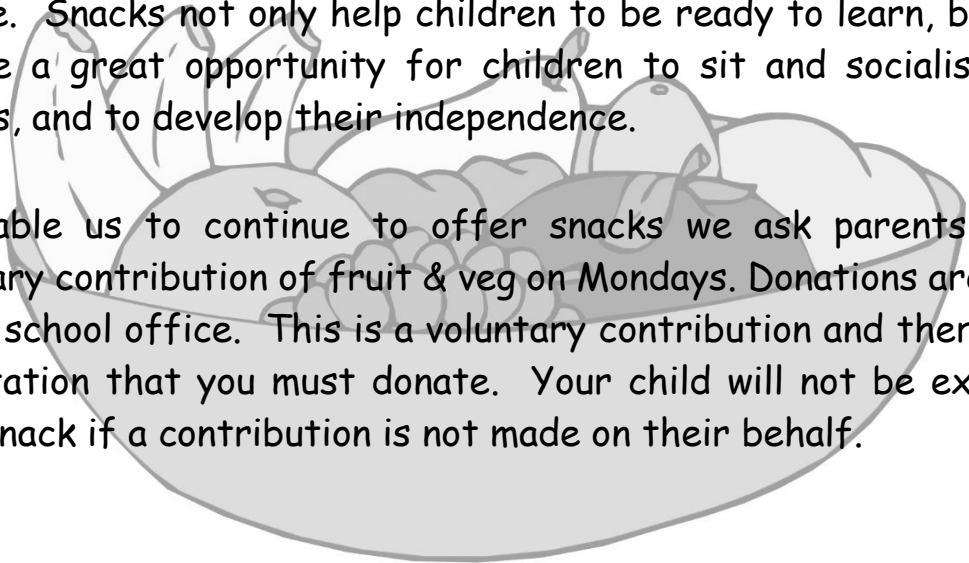 e. Snacks not only help children to be ready to learn, b
e a great opportunity for children to sit and socialis
s, and to develop their independence.
able us to continue to offer snacks we ask parents
ary contribution of fruit & veg on Mondays. Donations are
school office. This is a voluntary contribution and ther
tation that you must donate. Your child will not be ex
nack if a contribution is not made on their behalf.